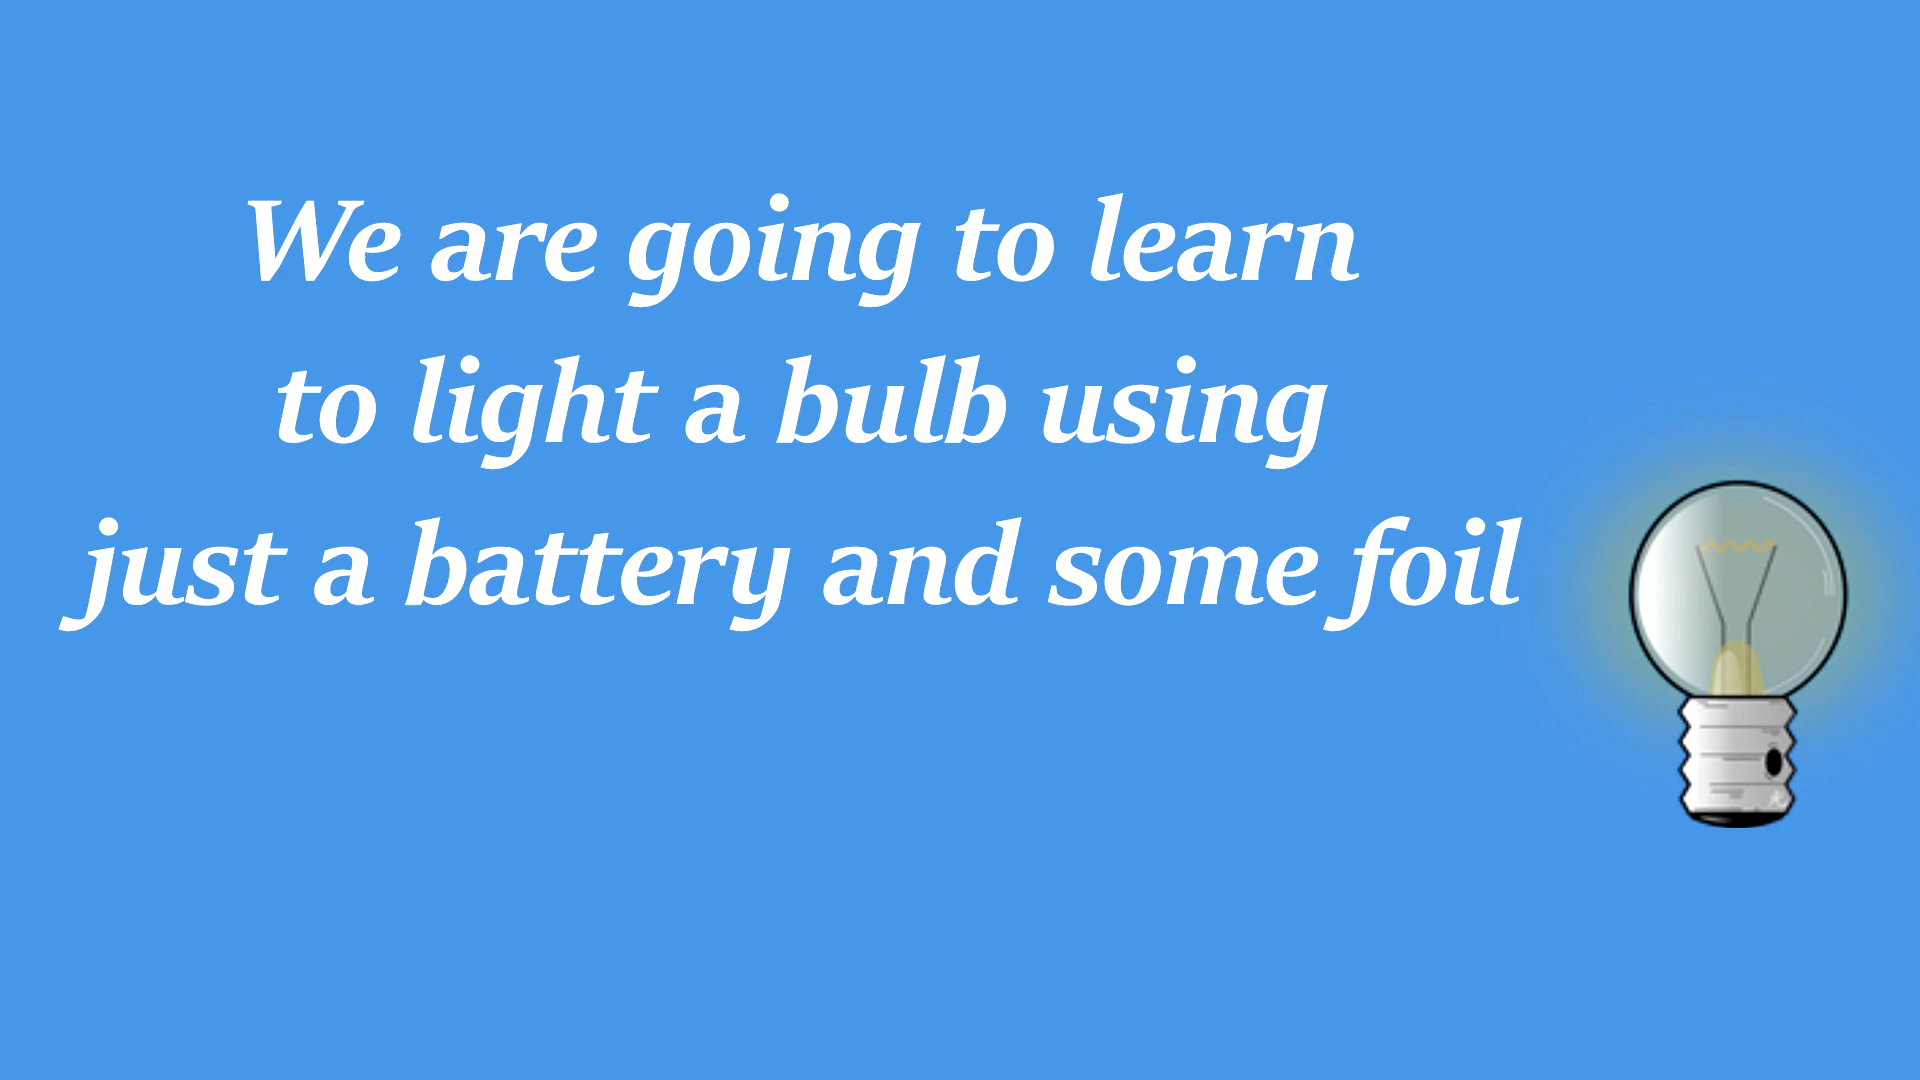 We are going to learn
to light a bulb using
just a battery and some foil